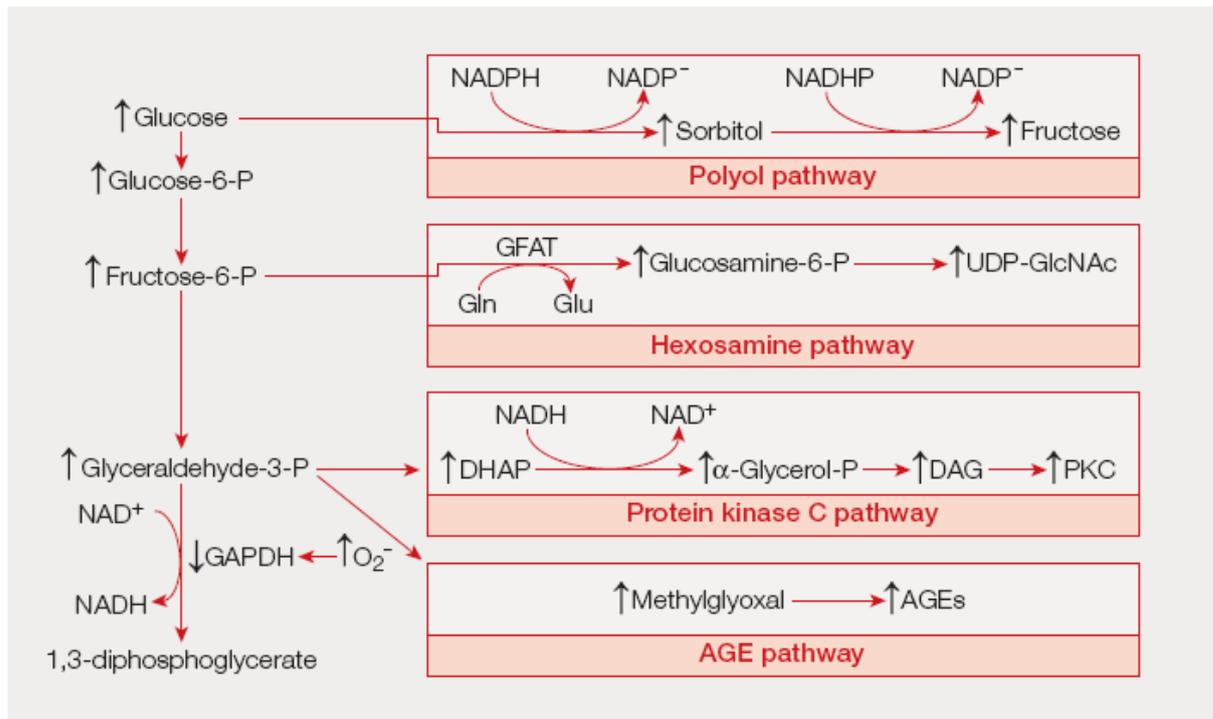 NADPH NADP⁻ NADHP NADP⁻
↑Glucose ↑Sorbitol ↑Fructose
Polyol pathway
↑Glucose-6-P
GFAT
↑Fructose-6-P ↑Glucosamine-6-P ↑UDP-GlcNAc
Gln Glu
Hexosamine pathway
NADH NAD⁺
↑Glyceraldehyde-3-P ↑DHAP ↑α-Glycerol-P ↑DAG ↑PKC
Protein kinase C pathway
NAD⁺
↓GAPDH ↑O₂⁻
NADH
↑Methylglyoxal ↑AGEs
AGE pathway
1,3-diphosphoglycerate